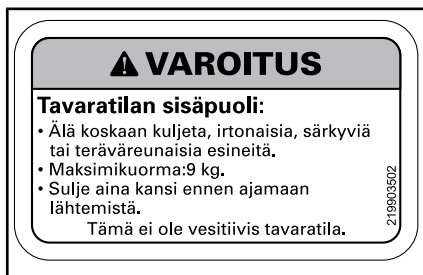 ⚠ VAROITUS
Tavaratilan sisäpuoli:
• Älä koskaan kuljeta, irtonaisia, särkyviä
tai teräväreunaisia esineitä.
• Maksimikuorma:9 kg.
• Sulje aina kansi ennen ajamaan
lähtemistä.
Tämä ei ole vesitiivis tavaratila.
219903502